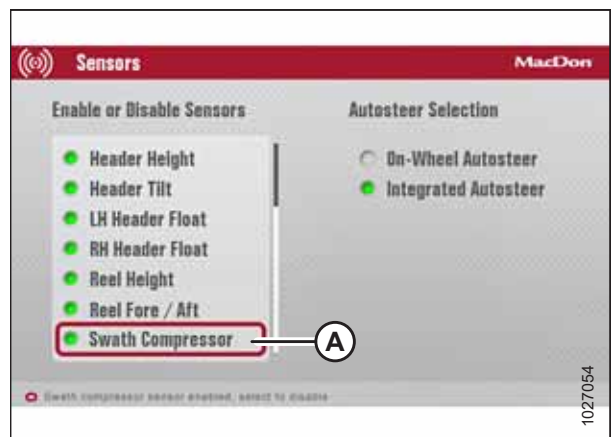 Sensors
MacDon
Enable or Disable Sensors
Autosteer Selection
Header Height
On-Wheel Autosteer
Header Tilt
Integrated Autosteer
LH Header Float
RH Header Float
Reel Height
Reel Fore / Aft
Swath Compressor
A
Swath compressor sensor enabled, select to disable
1027054